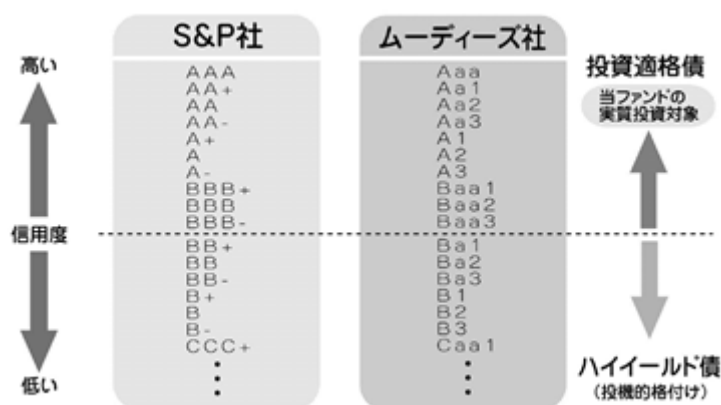 S&P社
ムーディーズ社
高い
信用度
低い
AAA
AA+
AA
AA-
A+
A
A-
BBB+
BBB
BBB-
BB+
BB
BB-
B+
B
B-
CCC+
Aaa
Aa1
Aa2
Aa3
A1
A2
A3
Baa1
Baa2
Baa3
Ba1
Ba2
Ba3
B1
B2
B3
Caa1
投資適格債
当ファンドの
実質投資対象
ハイイールド債
(投機的格付け)